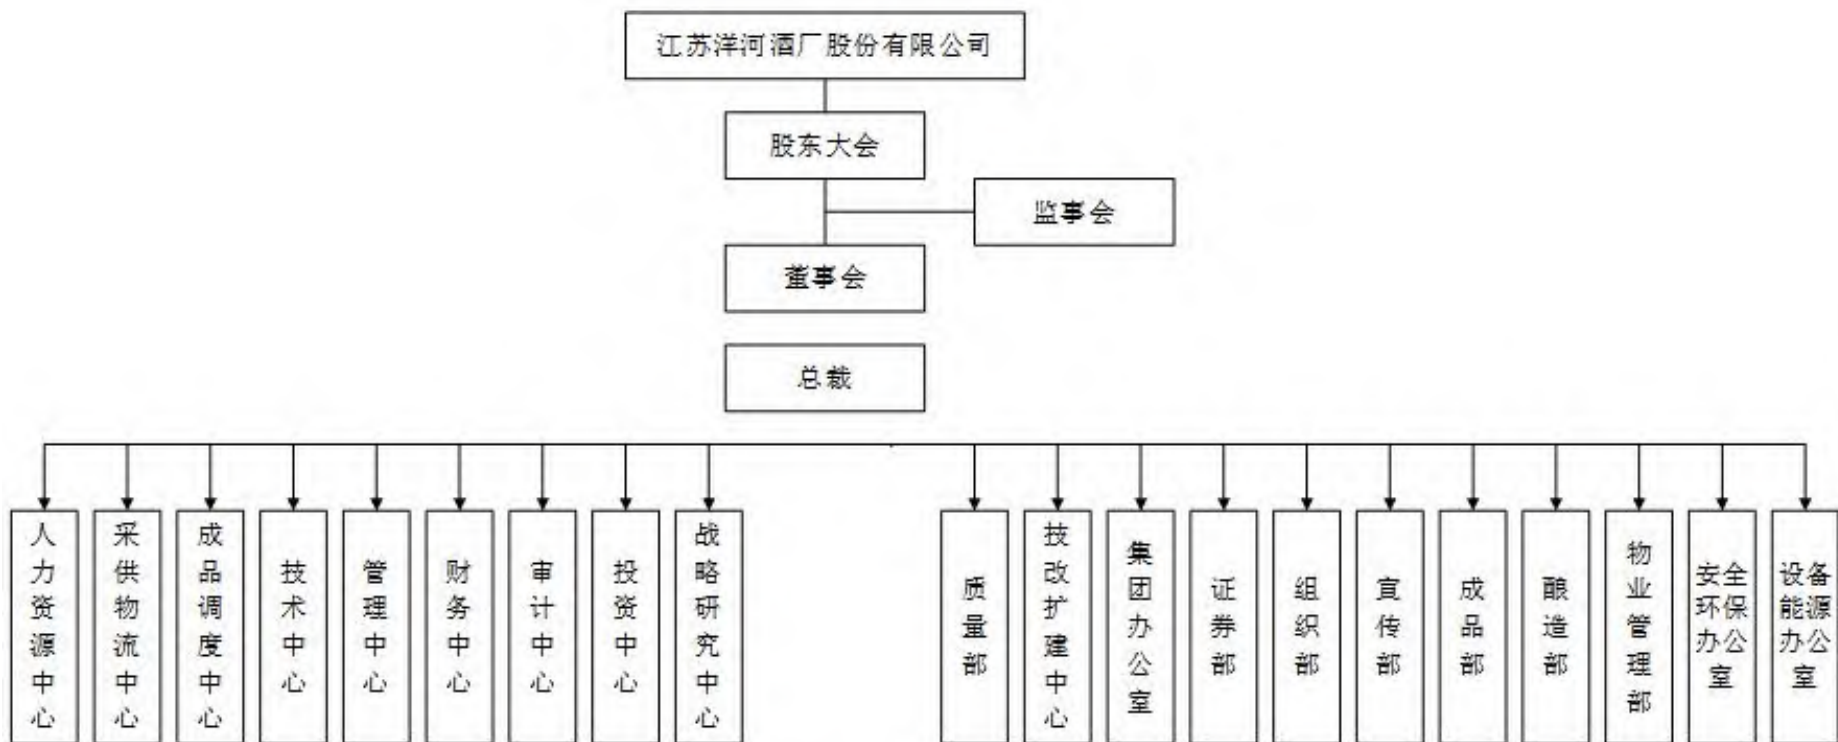 江苏洋河酒厂股份有限公司
股东大会
监事会
董事会
总裁
人力资源中心
采供物流中心
成品调度中心
技术中心
管理中心
财务中心
审计中心
投资中心
战略研究中心
质量部
技改扩建中心
集团办公室
证券部
组织部
宣传部
成品部
酿造部
物业管理部
安全
环保
办公
室
设备
能源
办公
室